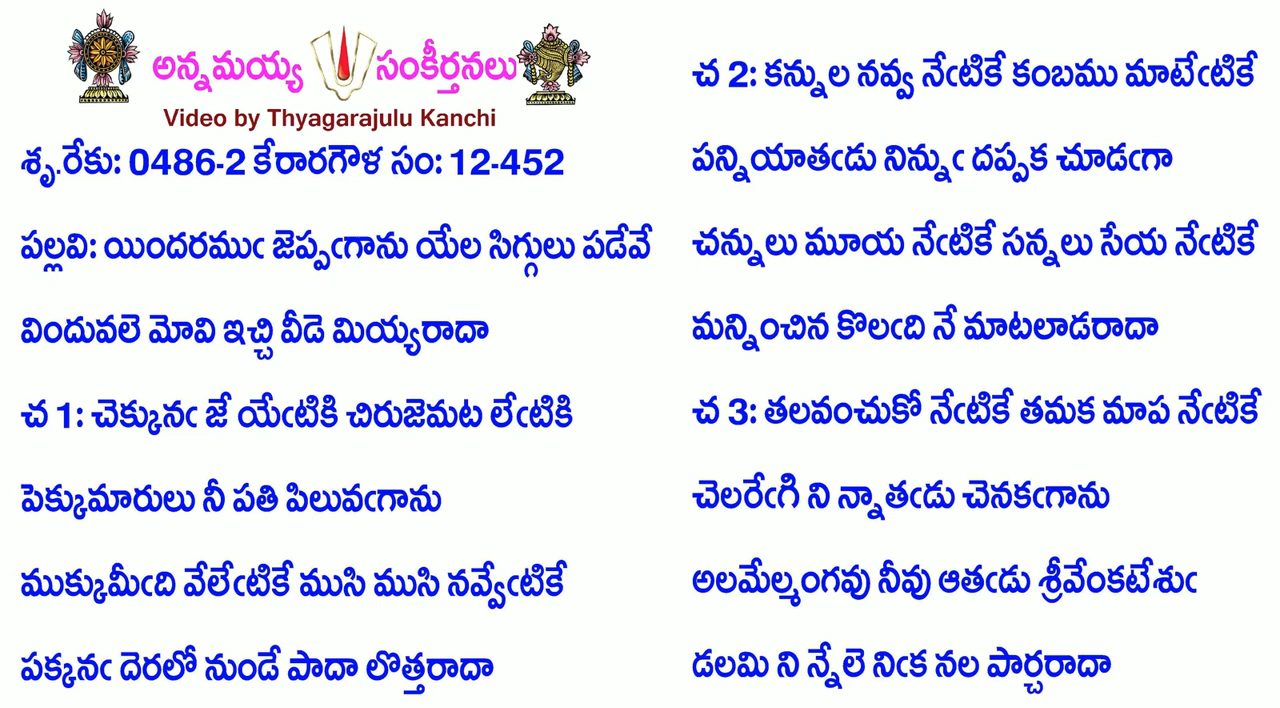 అన్నమయ్య సంకీర్తనలు
Video by Thyagarajulu Kanchi
శృ.రేకు: 0486-2 కేరారగౌళ సం: 12-452
పల్లవి: యిందరముఁ జెప్పఁగాను యేల సిగ్గులు పడేవే
విందువలె మోవి ఇచ్చి వీడె మియ్యరాదా
చ 1: చెక్కునఁ జే యేఁటికి చిరుజెమట లేఁటికి
పెక్కుమారులు నీ పతి పిలువఁగాను
ముక్కుమీఁది వేలేఁటికే ముసి ముసి నవ్వేఁటికే
పక్కనఁ దెరలో నుండే పాదా లొత్తరాదా
చ 2: కన్నుల నవ్వ నేఁటికే కంబము మాటేఁటికే
పన్నియాతఁడు నిన్నుఁ దప్పక చూడఁగా
చన్నులు మూయ నేఁటికే సన్నలు సేయ నేఁటికే
మన్నించిన కొలఁది నే మాటలాడరాదా
చ 3: తలవంచుకో నేఁటికే తమక మాప నేఁటికే
చెలరేఁగి ని న్నాతఁడు చెనకఁగాను
అలమేల్మంగవు నీవు ఆతఁడు శ్రీవేంకటేశుఁ
డలమి ని న్నేలె నిఁక నల పార్చరాదా